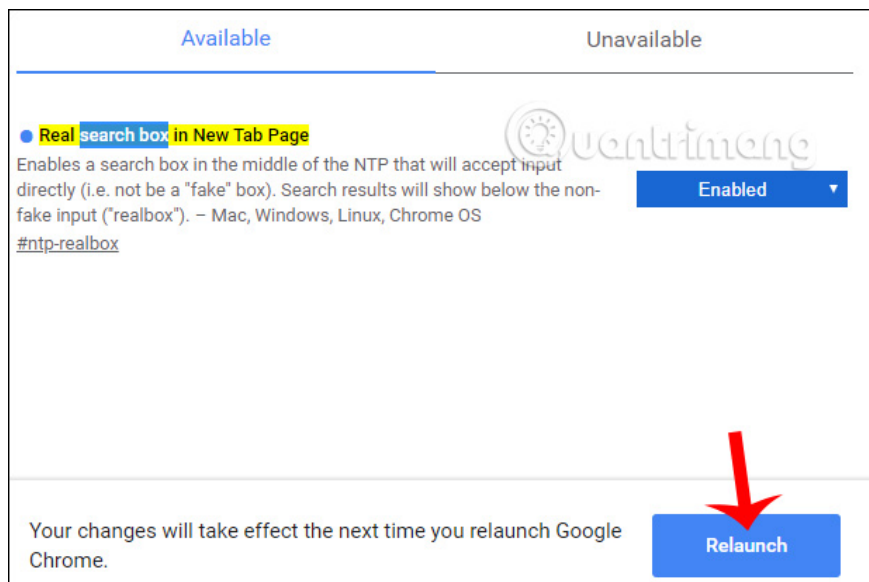 Available Unavailable
Real search box in New Tab Page
Quantrimang
Enables a search box in the middle of the NTP that will accept input
directly (i.e. not be a "fake" box). Search results will show below the non-
fake input ("realbox"). – Mac, Windows, Linux, Chrome OS
Enabled
#ntp-realbox
Your changes will take effect the next time you relaunch Google
Chrome.
Relaunch